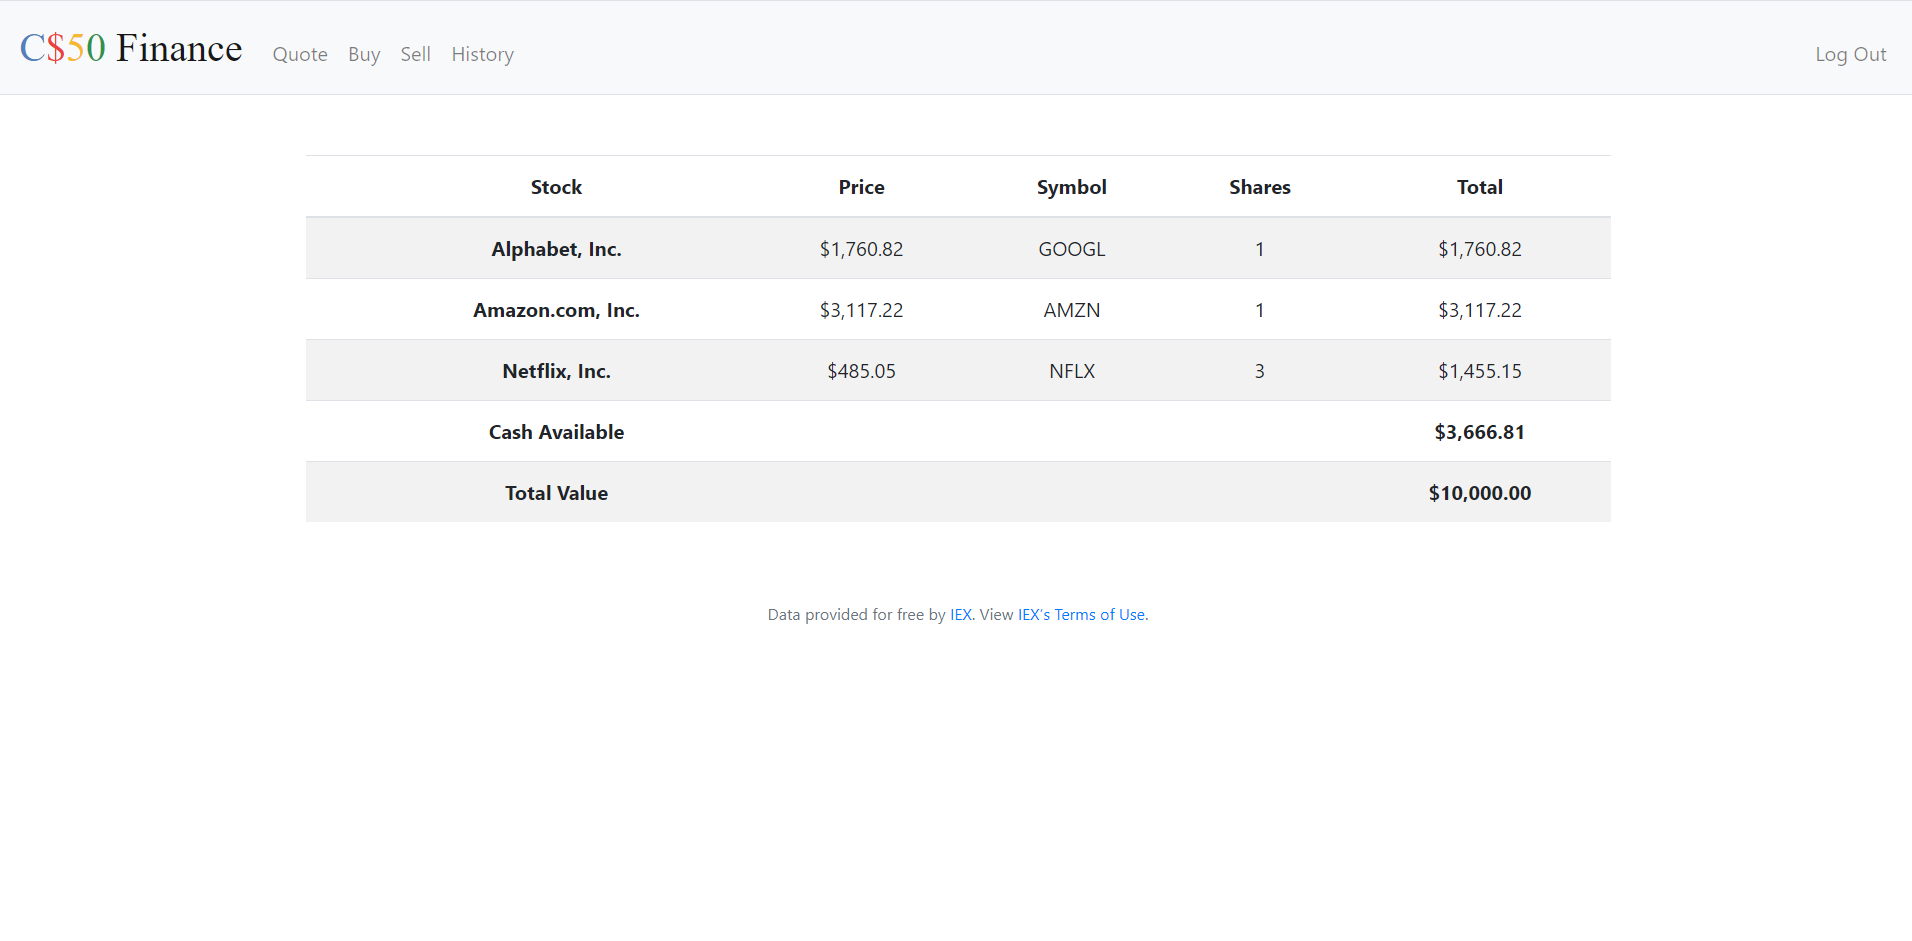 C$50 Finance Quote Buy Sell History Log Out
Stock Price Symbol Shares Total
Alphabet, Inc. $1,760.82 GOOGL 1 $1,760.82
Amazon.com, Inc. $3,117.22 AMZN 1 $3,117.22
Netflix, Inc. $485.05 NFLX 3 $1,455.15
Cash Available $3,666.81
Total Value $10,000.00
Data provided for free by IEX. View IEX's Terms of Use.